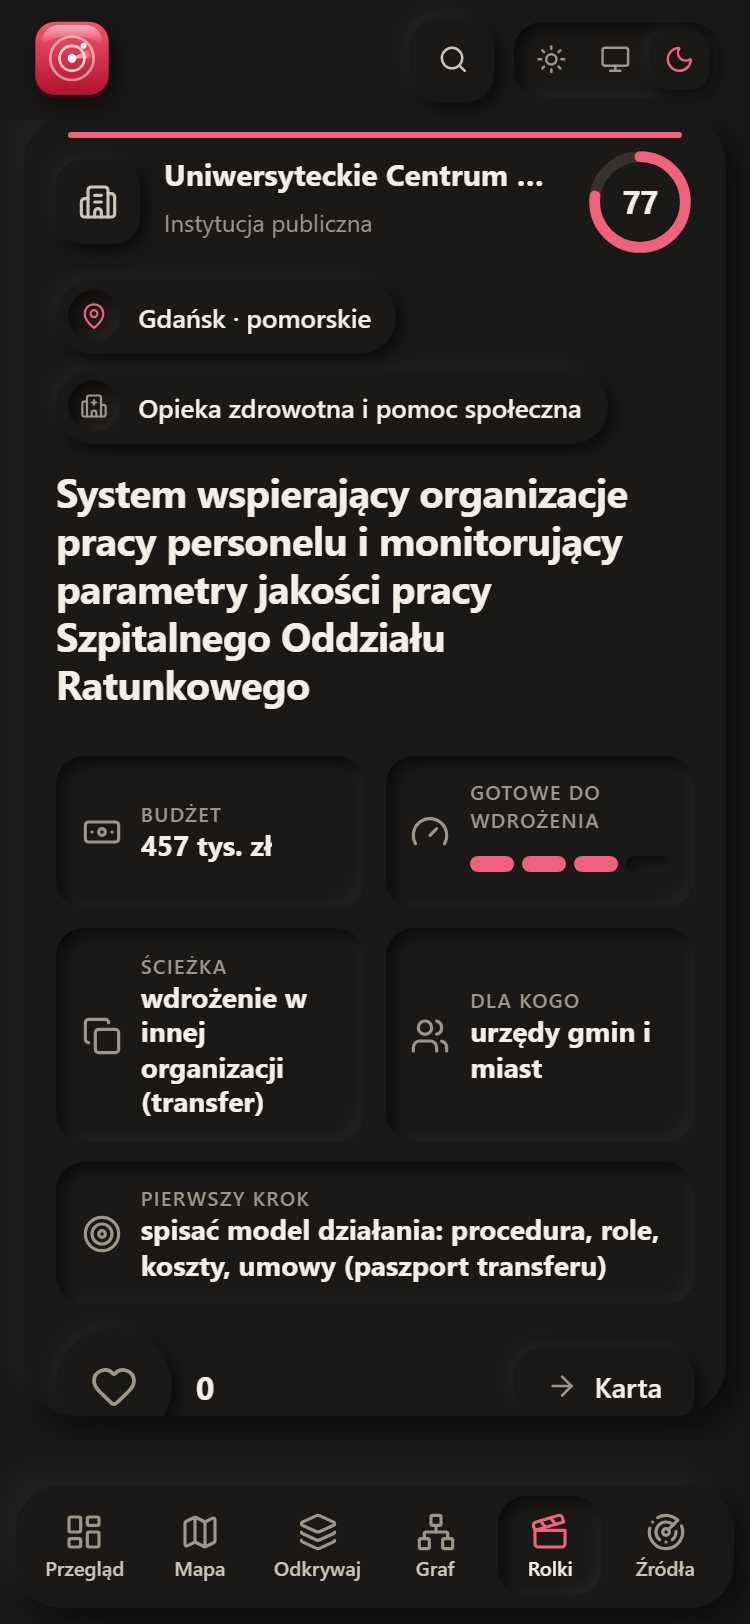 Uniwersyteckie Centrum ...
Instytucja publiczna
77
Gdańsk · pomorskie
Opieka zdrowotna i pomoc społeczna
System wspierający organizacje
pracy personelu i monitorujący
parametry jakości pracy
Szpitalnego Oddziału
Ratunkowego
BUDŻET
457 tys. zł
GOTOWE DO
WDROŻENIA
ŚCIEŻKA
wdrożenie w
innej
organizacji
(transfer)
DLA KOGO
urzędy gmin i
miast
PIERWSZY KROK
spisać model działania: procedura, role,
koszty, umowy (paszport transferu)
0
Karta
Przegląd
Mapa
Odkrywaj
Graf
Rolki
Źródła